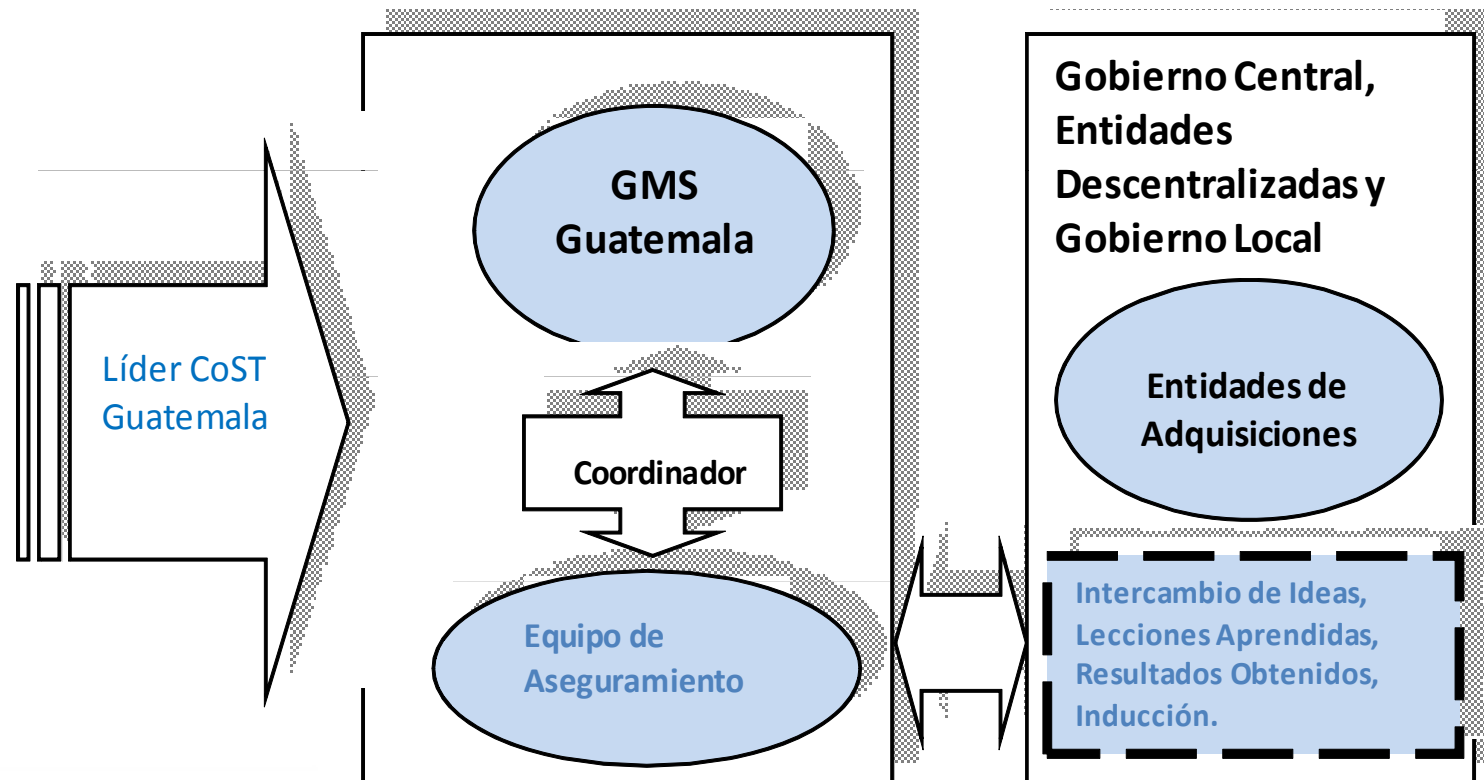 Líder CoST
Guatemala
GMS
Guatemala
Coordinador
Equipo de
Aseguramiento
Gobierno Central,
Entidades
Descentralizadas y
Gobierno Local
Entidades de
Adquisiciones
Intercambio de Ideas,
Lecciones Aprendidas,
Resultados Obtenidos,
Inducción.